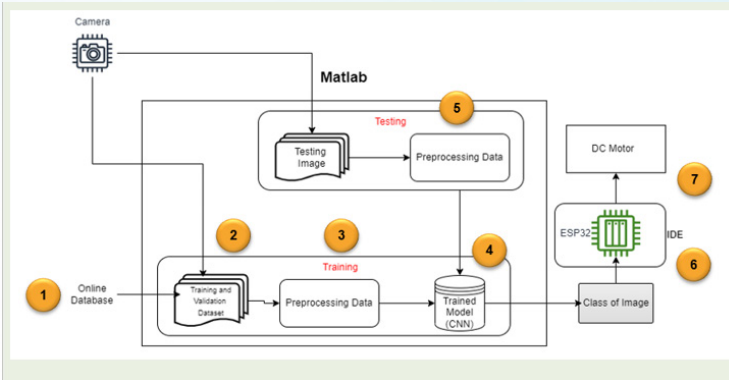 Camera
Matlab
5
Testing
Testing
Image
Preprocessing Data
DC Motor
7
ESP32
IDE
6
2
3
4
Training
1
Online
Database
Training and
Validation
Dataset
Preprocessing Data
Trained
Model
(CNN)
Class of Image